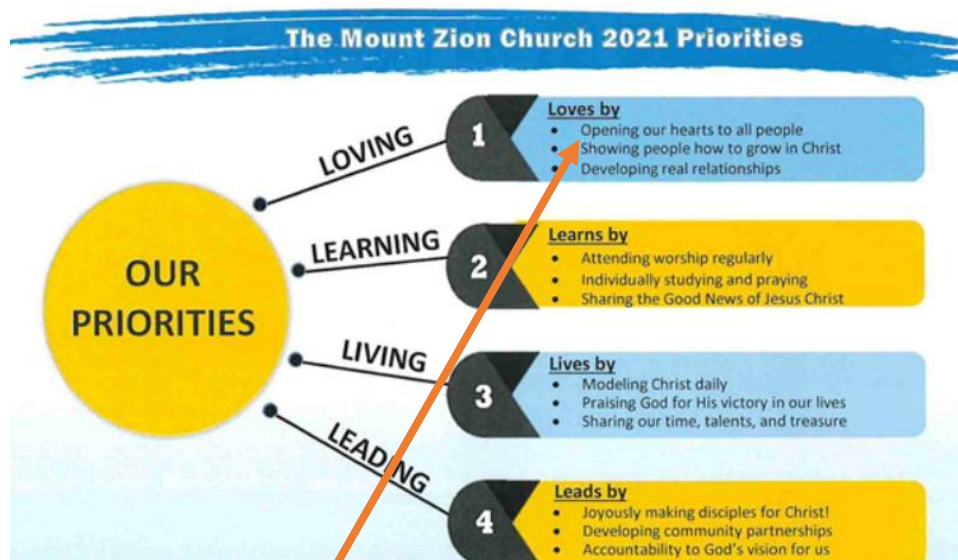 The Mount Zion Church 2021 Priorities
OUR
PRIORITIES
LOVING
1
Loves by
• Opening our hearts to all people
• Showing people how to grow in Christ
• Developing real relationships
LEARNING
2
Learns by
• Attending worship regularly
• Individually studying and praying
• Sharing the Good News of Jesus Christ
LIVING
3
Lives by
• Modeling Christ daily
• Praising God for His victory in our lives
• Sharing our time, talents, and treasure
LEADING
4
Leads by
• Joyously making disciples for Christ!
• Developing community partnerships
• Accountability to God's vision for us